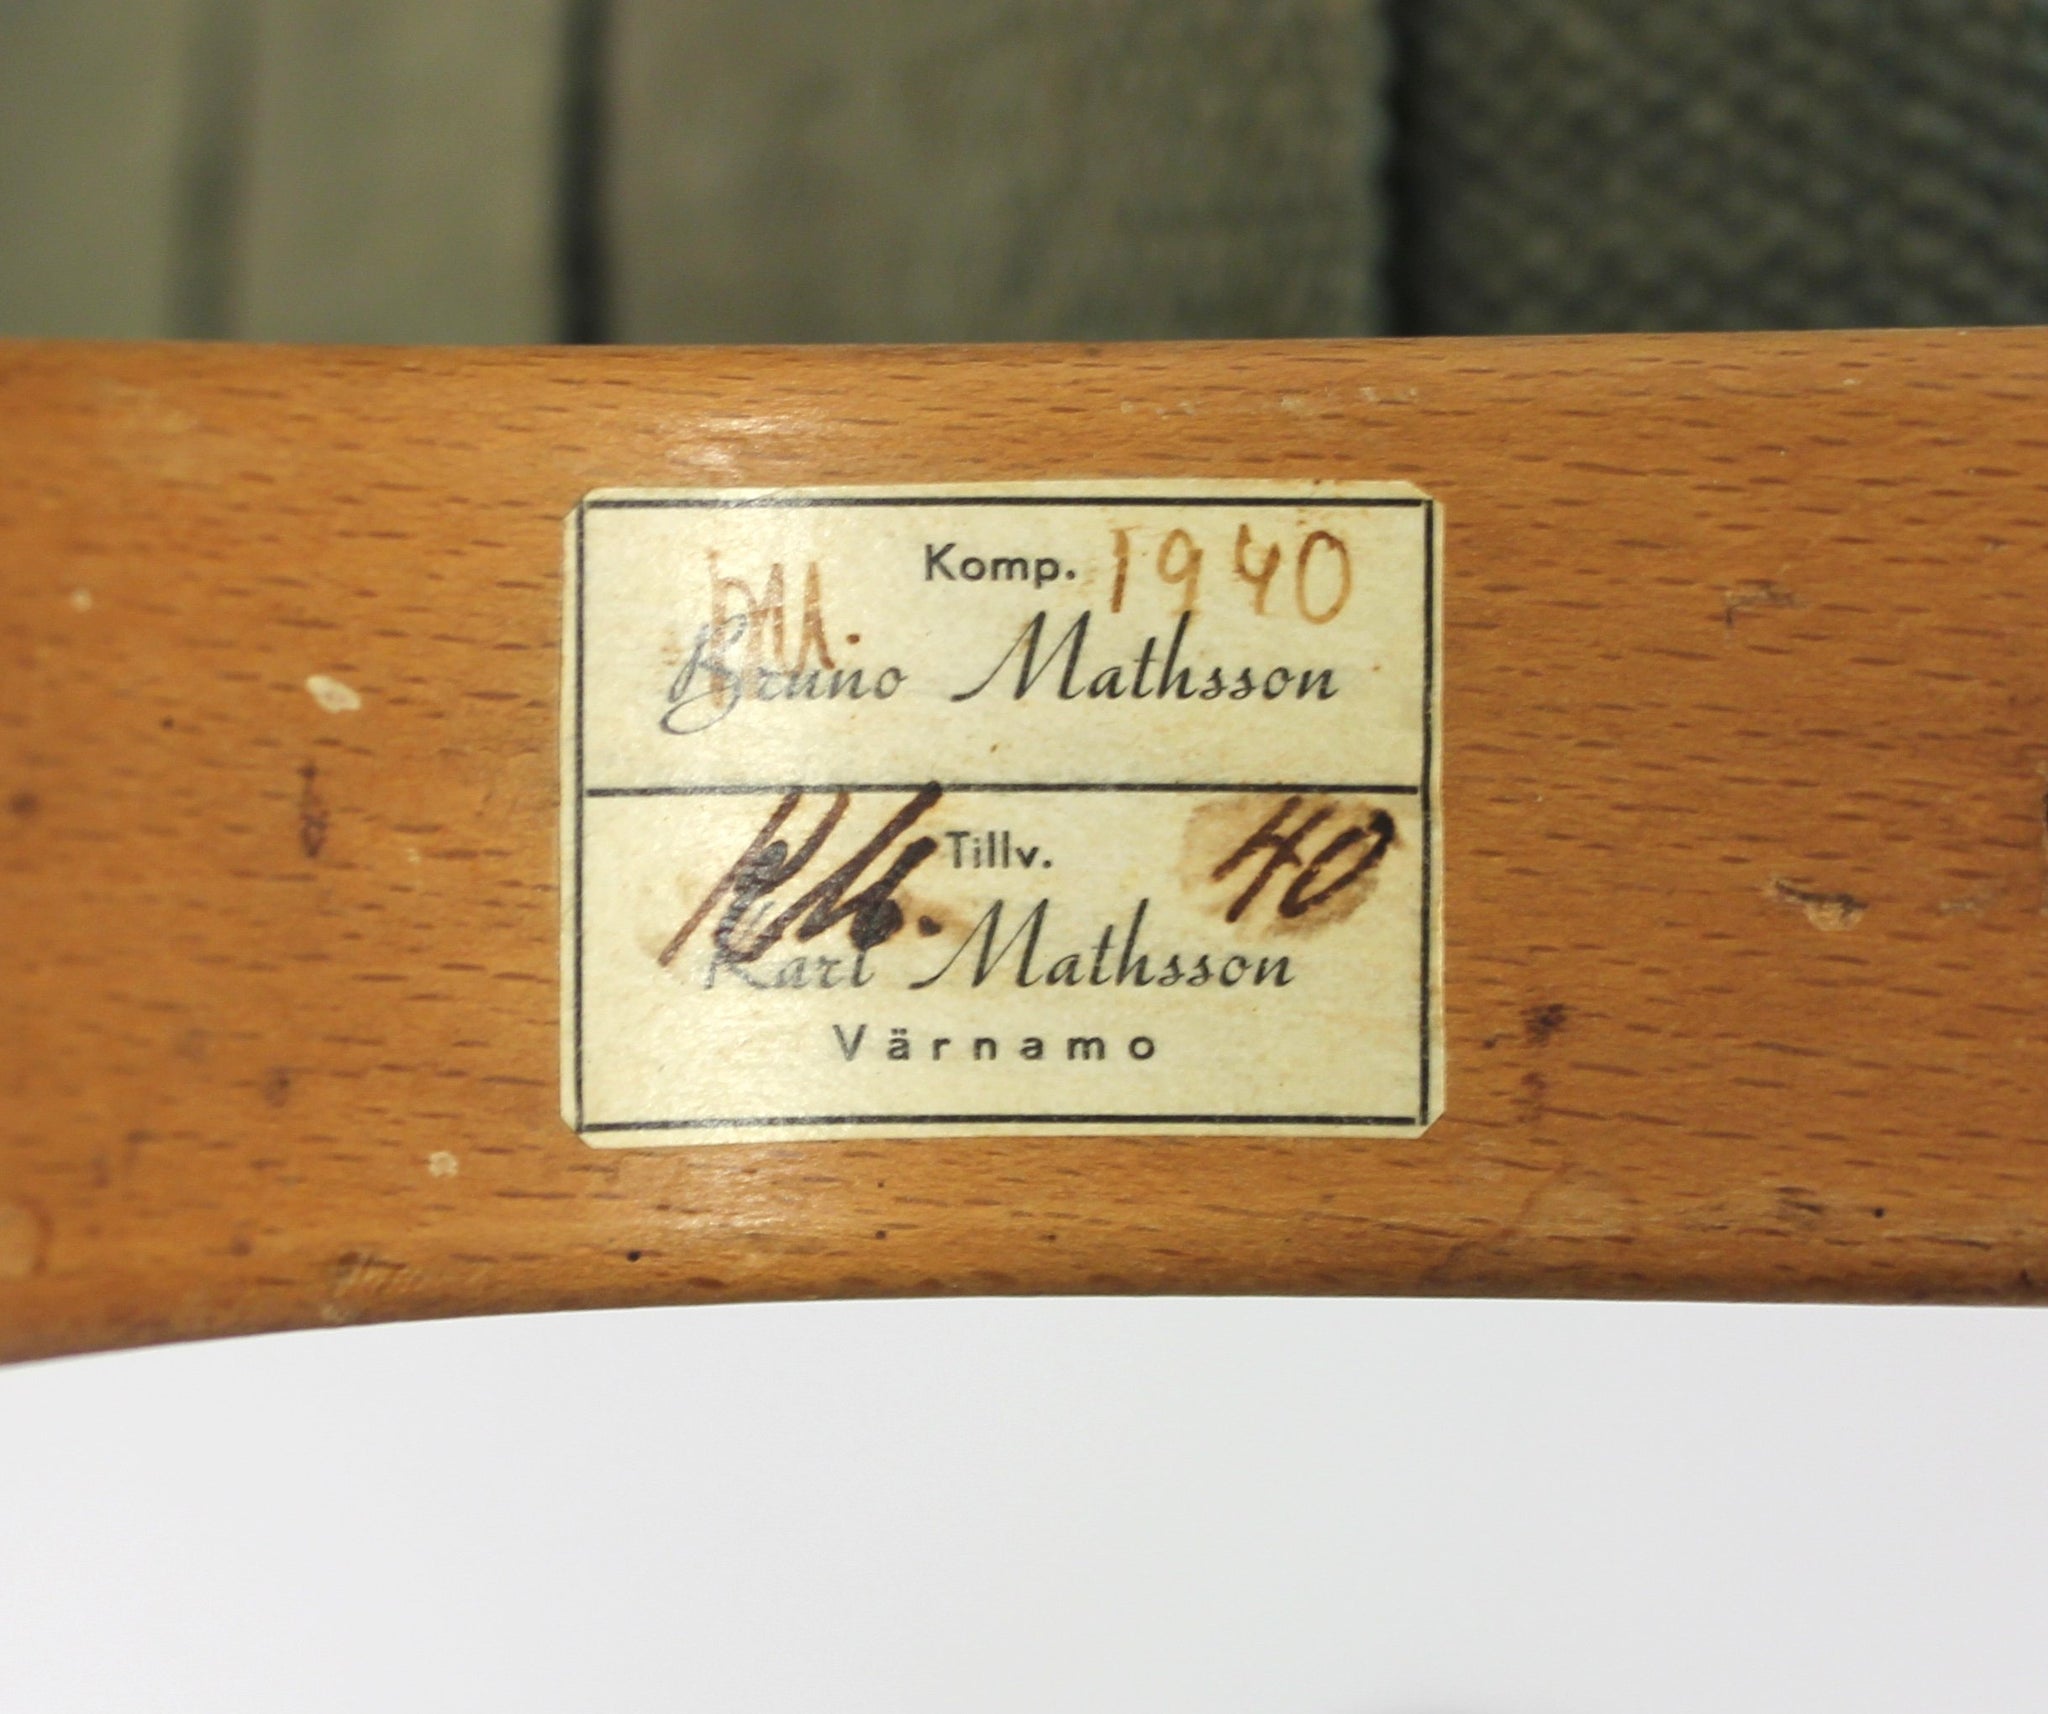 Komp. 1940
Bruno Mathsson
Tillv. 40
Karl Mathsson
Värnamo